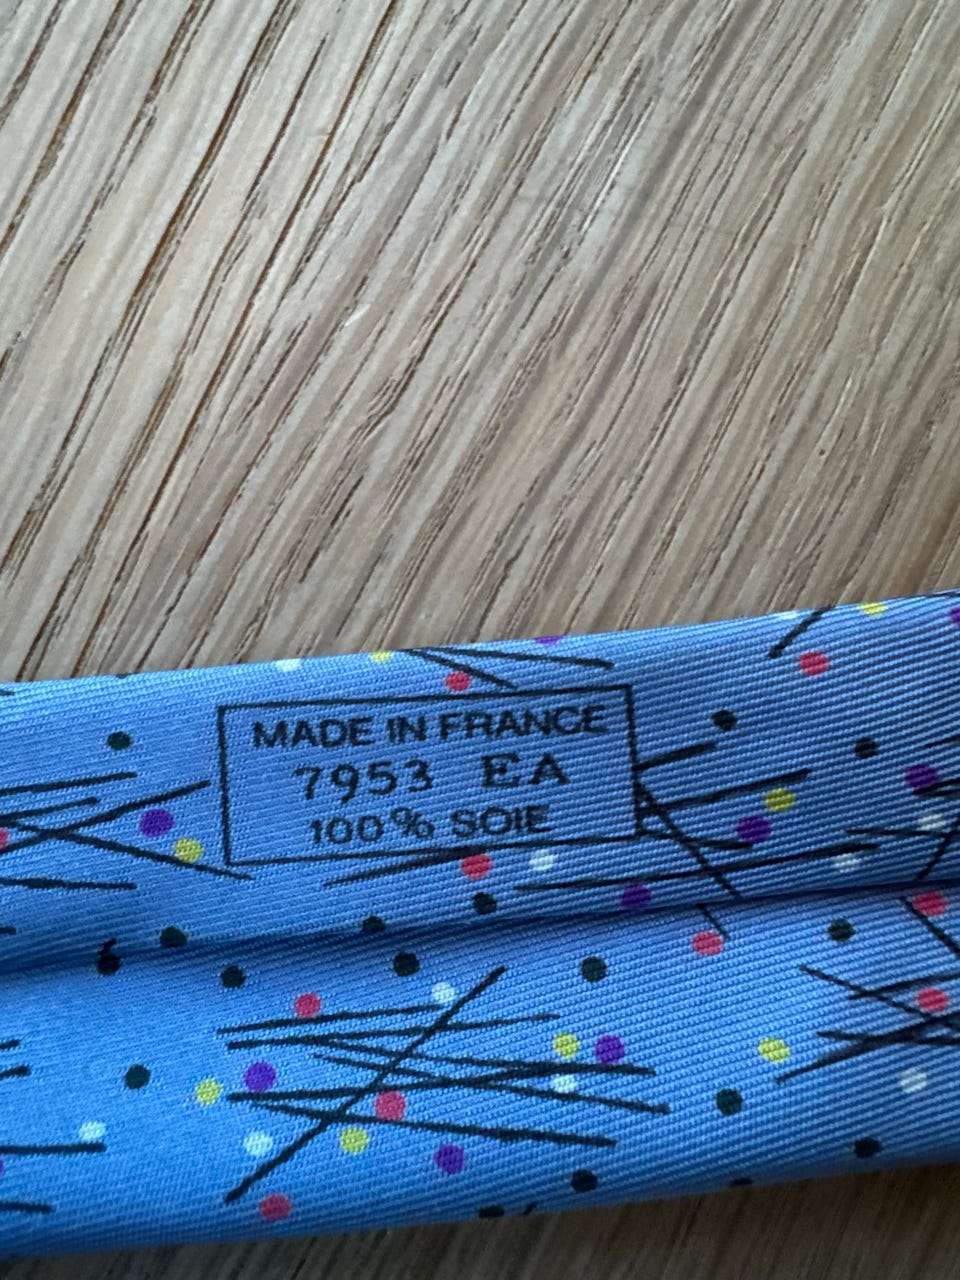 MADE IN FRANCE
7953 EA
100% SOIE